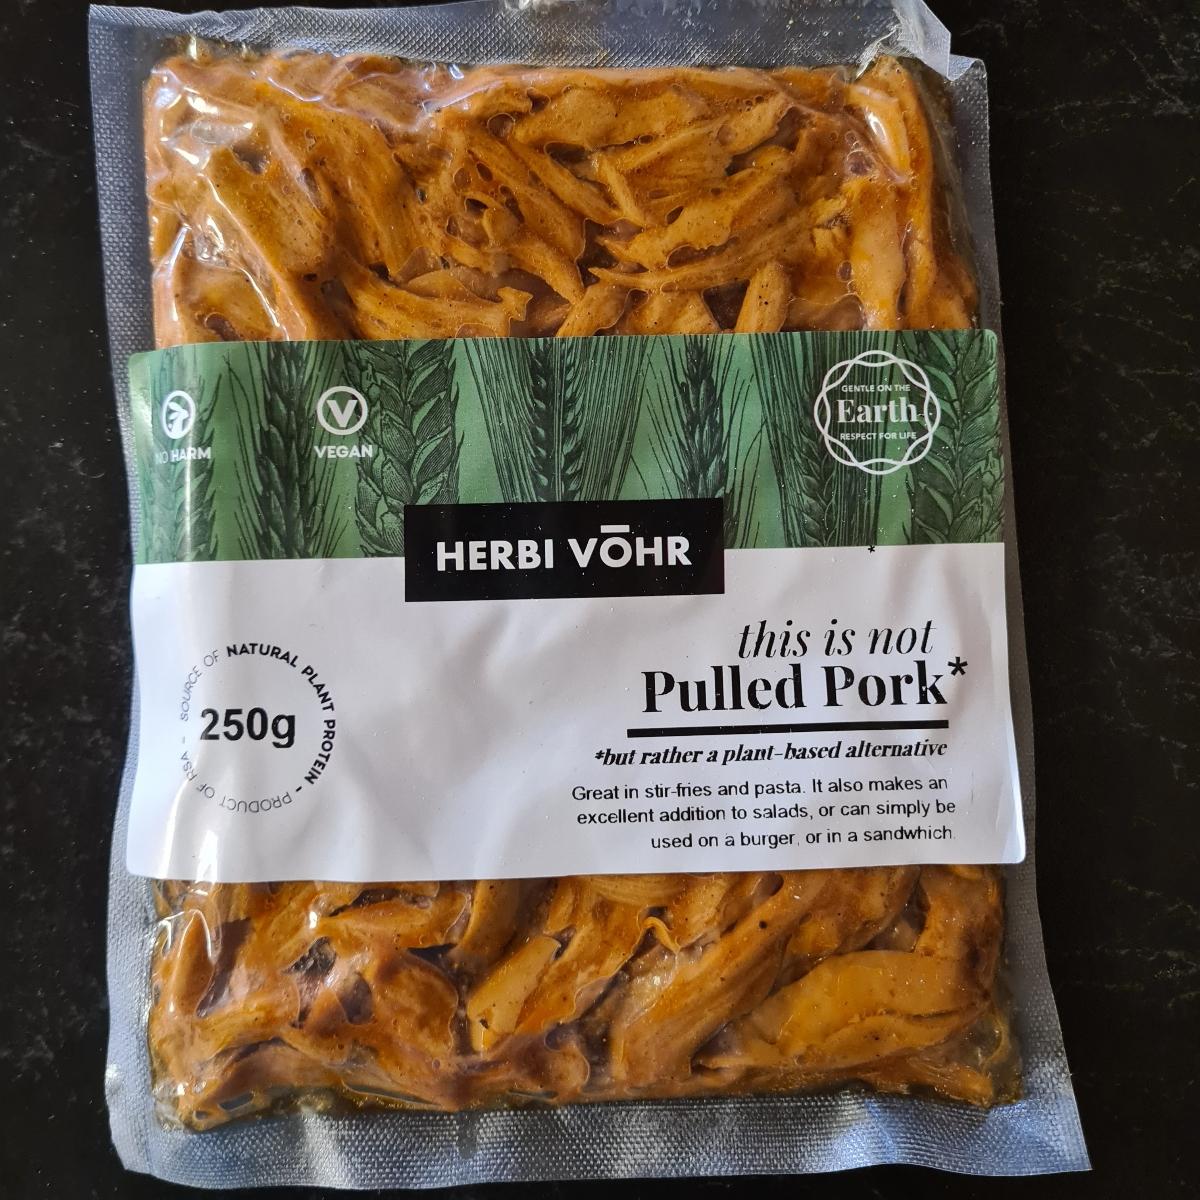 NO HARM
VEGAN
GENTLE ON THE
Earth
RESPECT FOR LIFE
HERBI VŌHR
*
this is not
Pulled Pork*
*but rather a plant-based alternative
Great in stir-fries and pasta. It also makes an
excellent addition to salads, or can simply be
used on a burger, or in a sandwhich.
SOURCE OF NATURAL PLANT PROTEIN - PRODUCT OF RSA -
250g